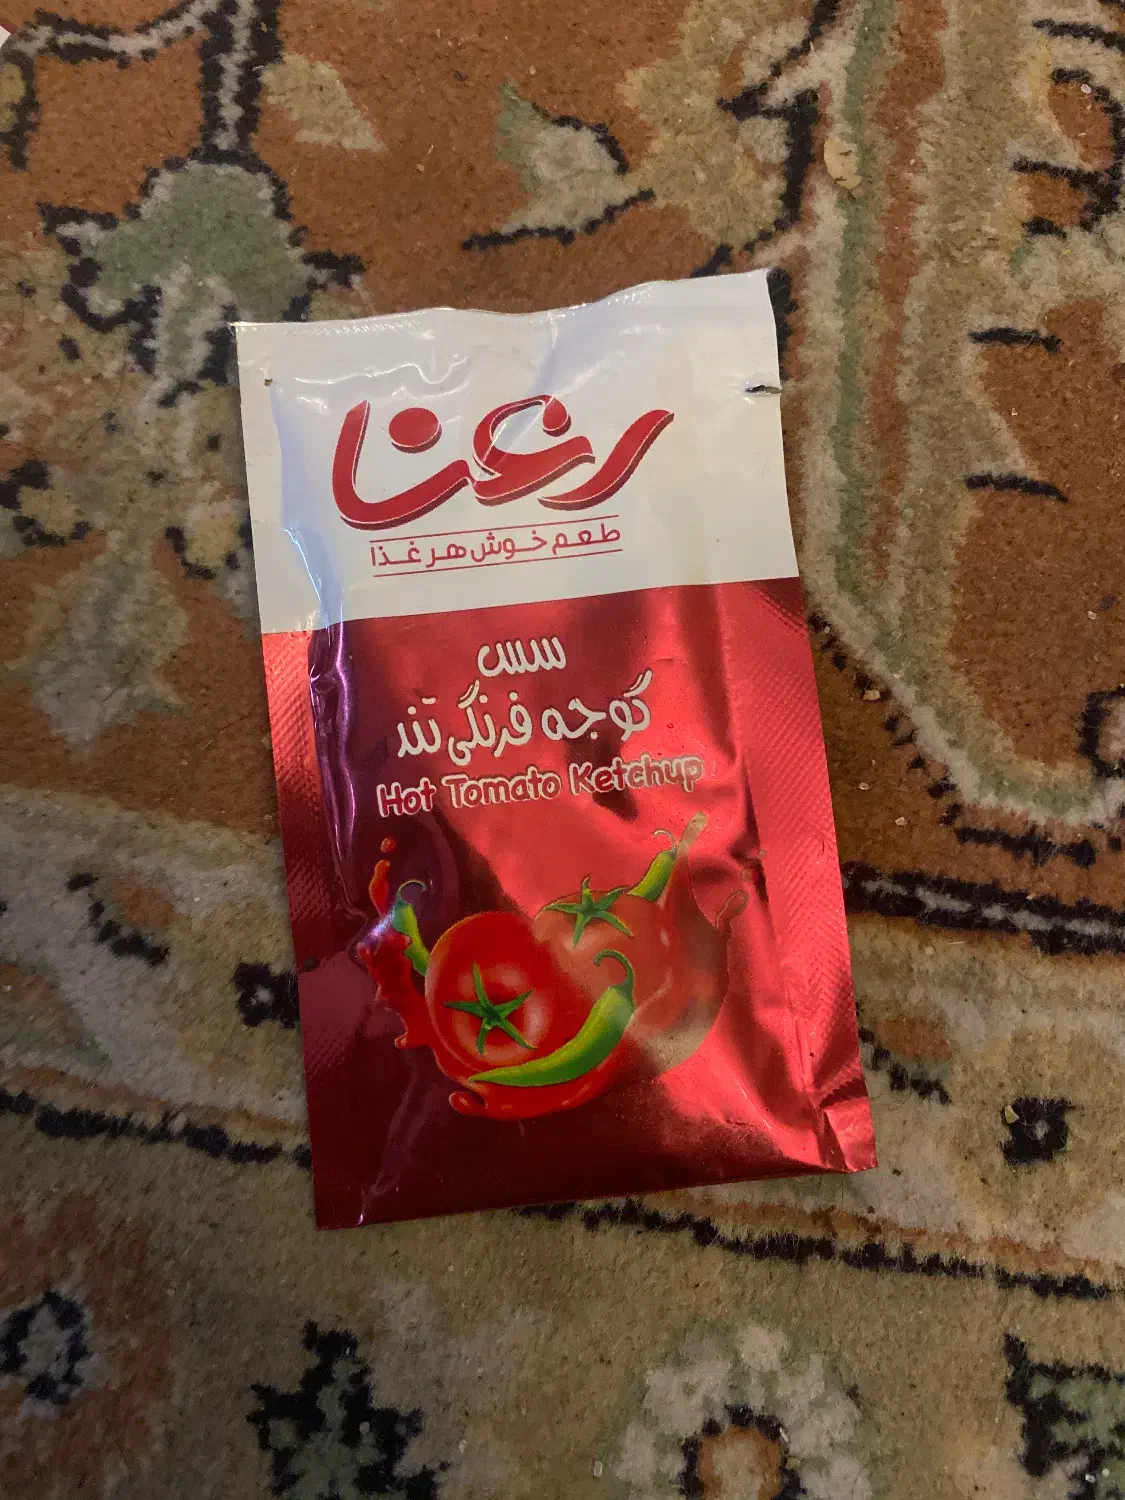 رعنا
طعم خوش هر غذا
سس
گوجه فرنگی تند
Hot Tomato Ketchup